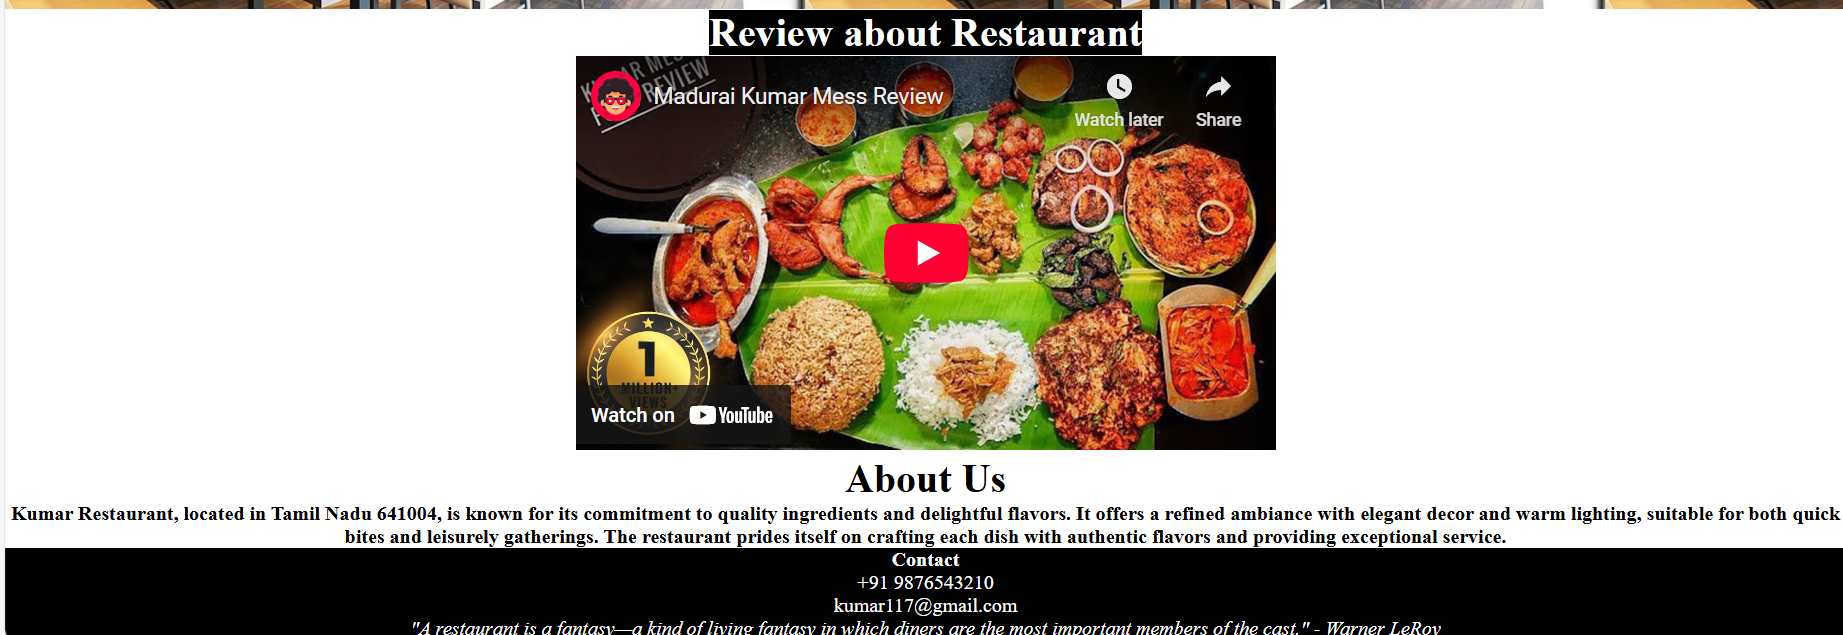 Review about Restaurant
Madurai Kumar Mess Review
Watch later
Share
REVIEW
1
MILLION+
VIEWS
Watch on YouTube
About Us
Kumar Restaurant, located in Tamil Nadu 641004, is known for its commitment to quality ingredients and delightful flavors. It offers a refined ambiance with elegant decor and warm lighting, suitable for both quick
bites and leisurely gatherings. The restaurant prides itself on crafting each dish with authentic flavors and providing exceptional service.
Contact
+91 9876543210
kumar117@gmail.com
"A restaurant is a fantasy—a kind of living fantasy in which diners are the most important members of the cast." - Warner LeRoy